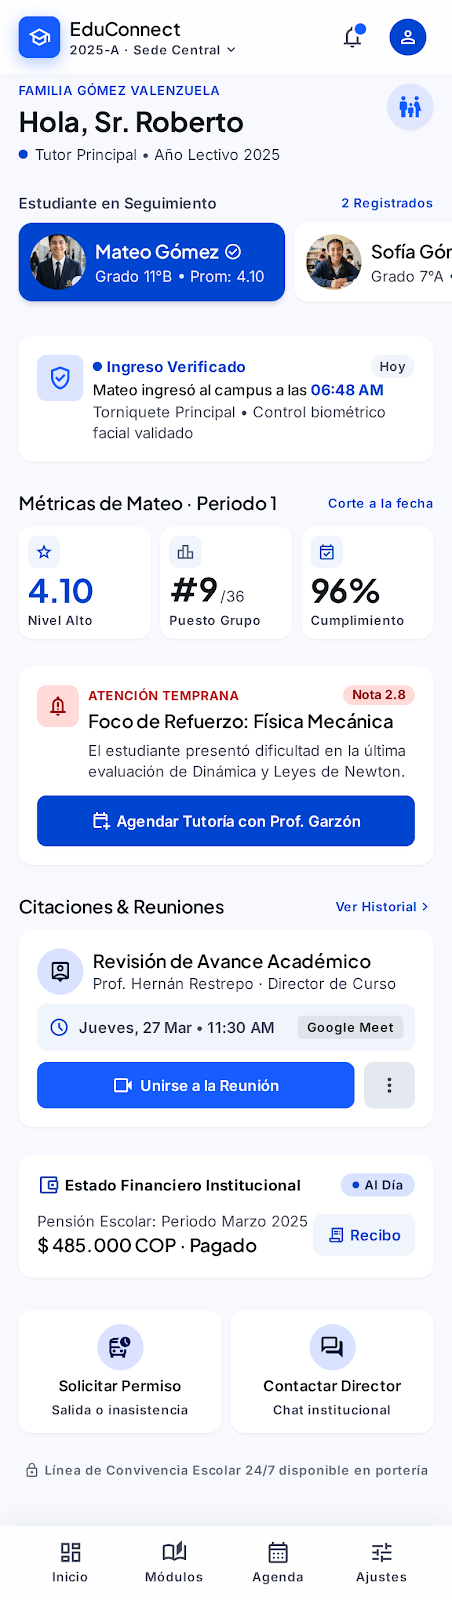 EduConnect
2025-A · Sede Central
FAMILIA GÓMEZ VALENZUELA
Hola, Sr. Roberto
Tutor Principal • Año Lectivo 2025
Estudiante en Seguimiento
2 Registrados
Mateo Gómez
Grado 11°B • Prom: 4.10
Sofía Gór
Grado 7°A •
Ingreso Verificado
Hoy
Mateo ingresó al campus a las 06:48 AM
Torniquete Principal • Control biométrico
facial validado
Métricas de Mateo · Periodo 1
Corte a la fecha
4.10
Nivel Alto
#9/36
Puesto Grupo
96%
Cumplimiento
ATENCIÓN TEMPRANA
Nota 2.8
Foco de Refuerzo: Física Mecánica
El estudiante presentó dificultad en la última
evaluación de Dinámica y Leyes de Newton.
Agendar Tutoría con Prof. Garzón
Citaciones & Reuniones
Ver Historial
Revisión de Avance Académico
Prof. Hernán Restrepo · Director de Curso
Jueves, 27 Mar • 11:30 AM
Google Meet
Unirse a la Reunión
Estado Financiero Institucional
Al Día
Pensión Escolar: Periodo Marzo 2025
$ 485.000 COP · Pagado
Recibo
Solicitar Permiso
Salida o inasistencia
Contactar Director
Chat institucional
Línea de Convivencia Escolar 24/7 disponible en portería
Inicio
Módulos
Agenda
Ajustes